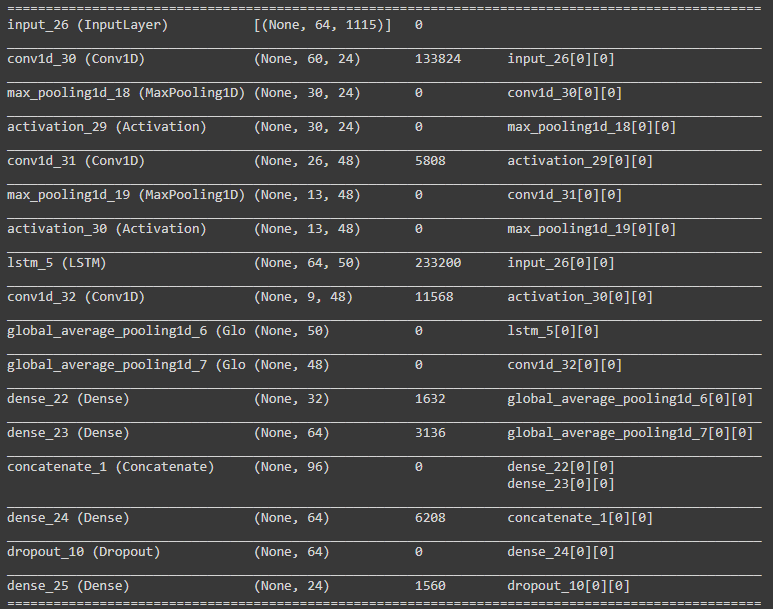 input_26 (InputLayer) [(None, 64, 1115)] 0
conv1d_30 (Conv1D) (None, 60, 24) 133824 input_26[0][0]
max_pooling1d_18 (MaxPooling1D) (None, 30, 24) 0 conv1d_30[0][0]
activation_29 (Activation) (None, 30, 24) 0 max_pooling1d_18[0][0]
conv1d_31 (Conv1D) (None, 26, 48) 5808 activation_29[0][0]
max_pooling1d_19 (MaxPooling1D) (None, 13, 48) 0 conv1d_31[0][0]
activation_30 (Activation) (None, 13, 48) 0 max_pooling1d_19[0][0]
lstm_5 (LSTM) (None, 64, 50) 233200 input_26[0][0]
conv1d_32 (Conv1D) (None, 9, 48) 11568 activation_30[0][0]
global_average_pooling1d_6 (Glo (None, 50) 0 lstm_5[0][0]
global_average_pooling1d_7 (Glo (None, 48) 0 conv1d_32[0][0]
dense_22 (Dense) (None, 32) 1632 global_average_pooling1d_6[0][0]
dense_23 (Dense) (None, 64) 3136 global_average_pooling1d_7[0][0]
concatenate_1 (Concatenate) (None, 96) 0 dense_22[0][0]
dense_23[0][0]
dense_24 (Dense) (None, 64) 6208 concatenate_1[0][0]
dropout_10 (Dropout) (None, 64) 0 dense_24[0][0]
dense_25 (Dense) (None, 24) 1560 dropout_10[0][0]